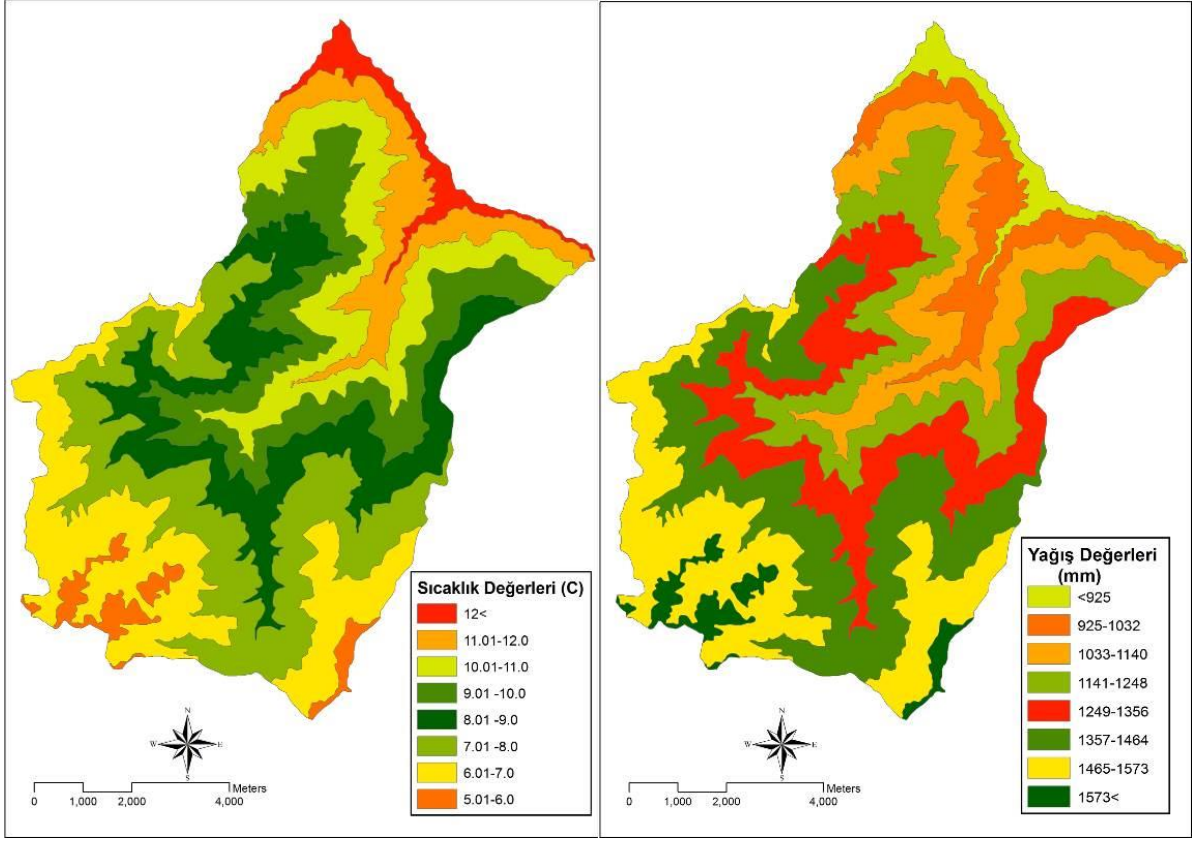 Sıcaklık Değerleri (C)
12<
11.01-12.0
10.01-11.0
9.01 -10.0
8.01 -9.0
7.01 -8.0
6.01-7.0
5.01-6.0
N
W E
S
Meters
0 1,000 2,000 4,000
Yağış Değerleri
(mm)
<925
925-1032
1033-1140
1141-1248
1249-1356
1357-1464
1465-1573
1573<
N
W E
S
Meters
0 1,000 2,000 4,000